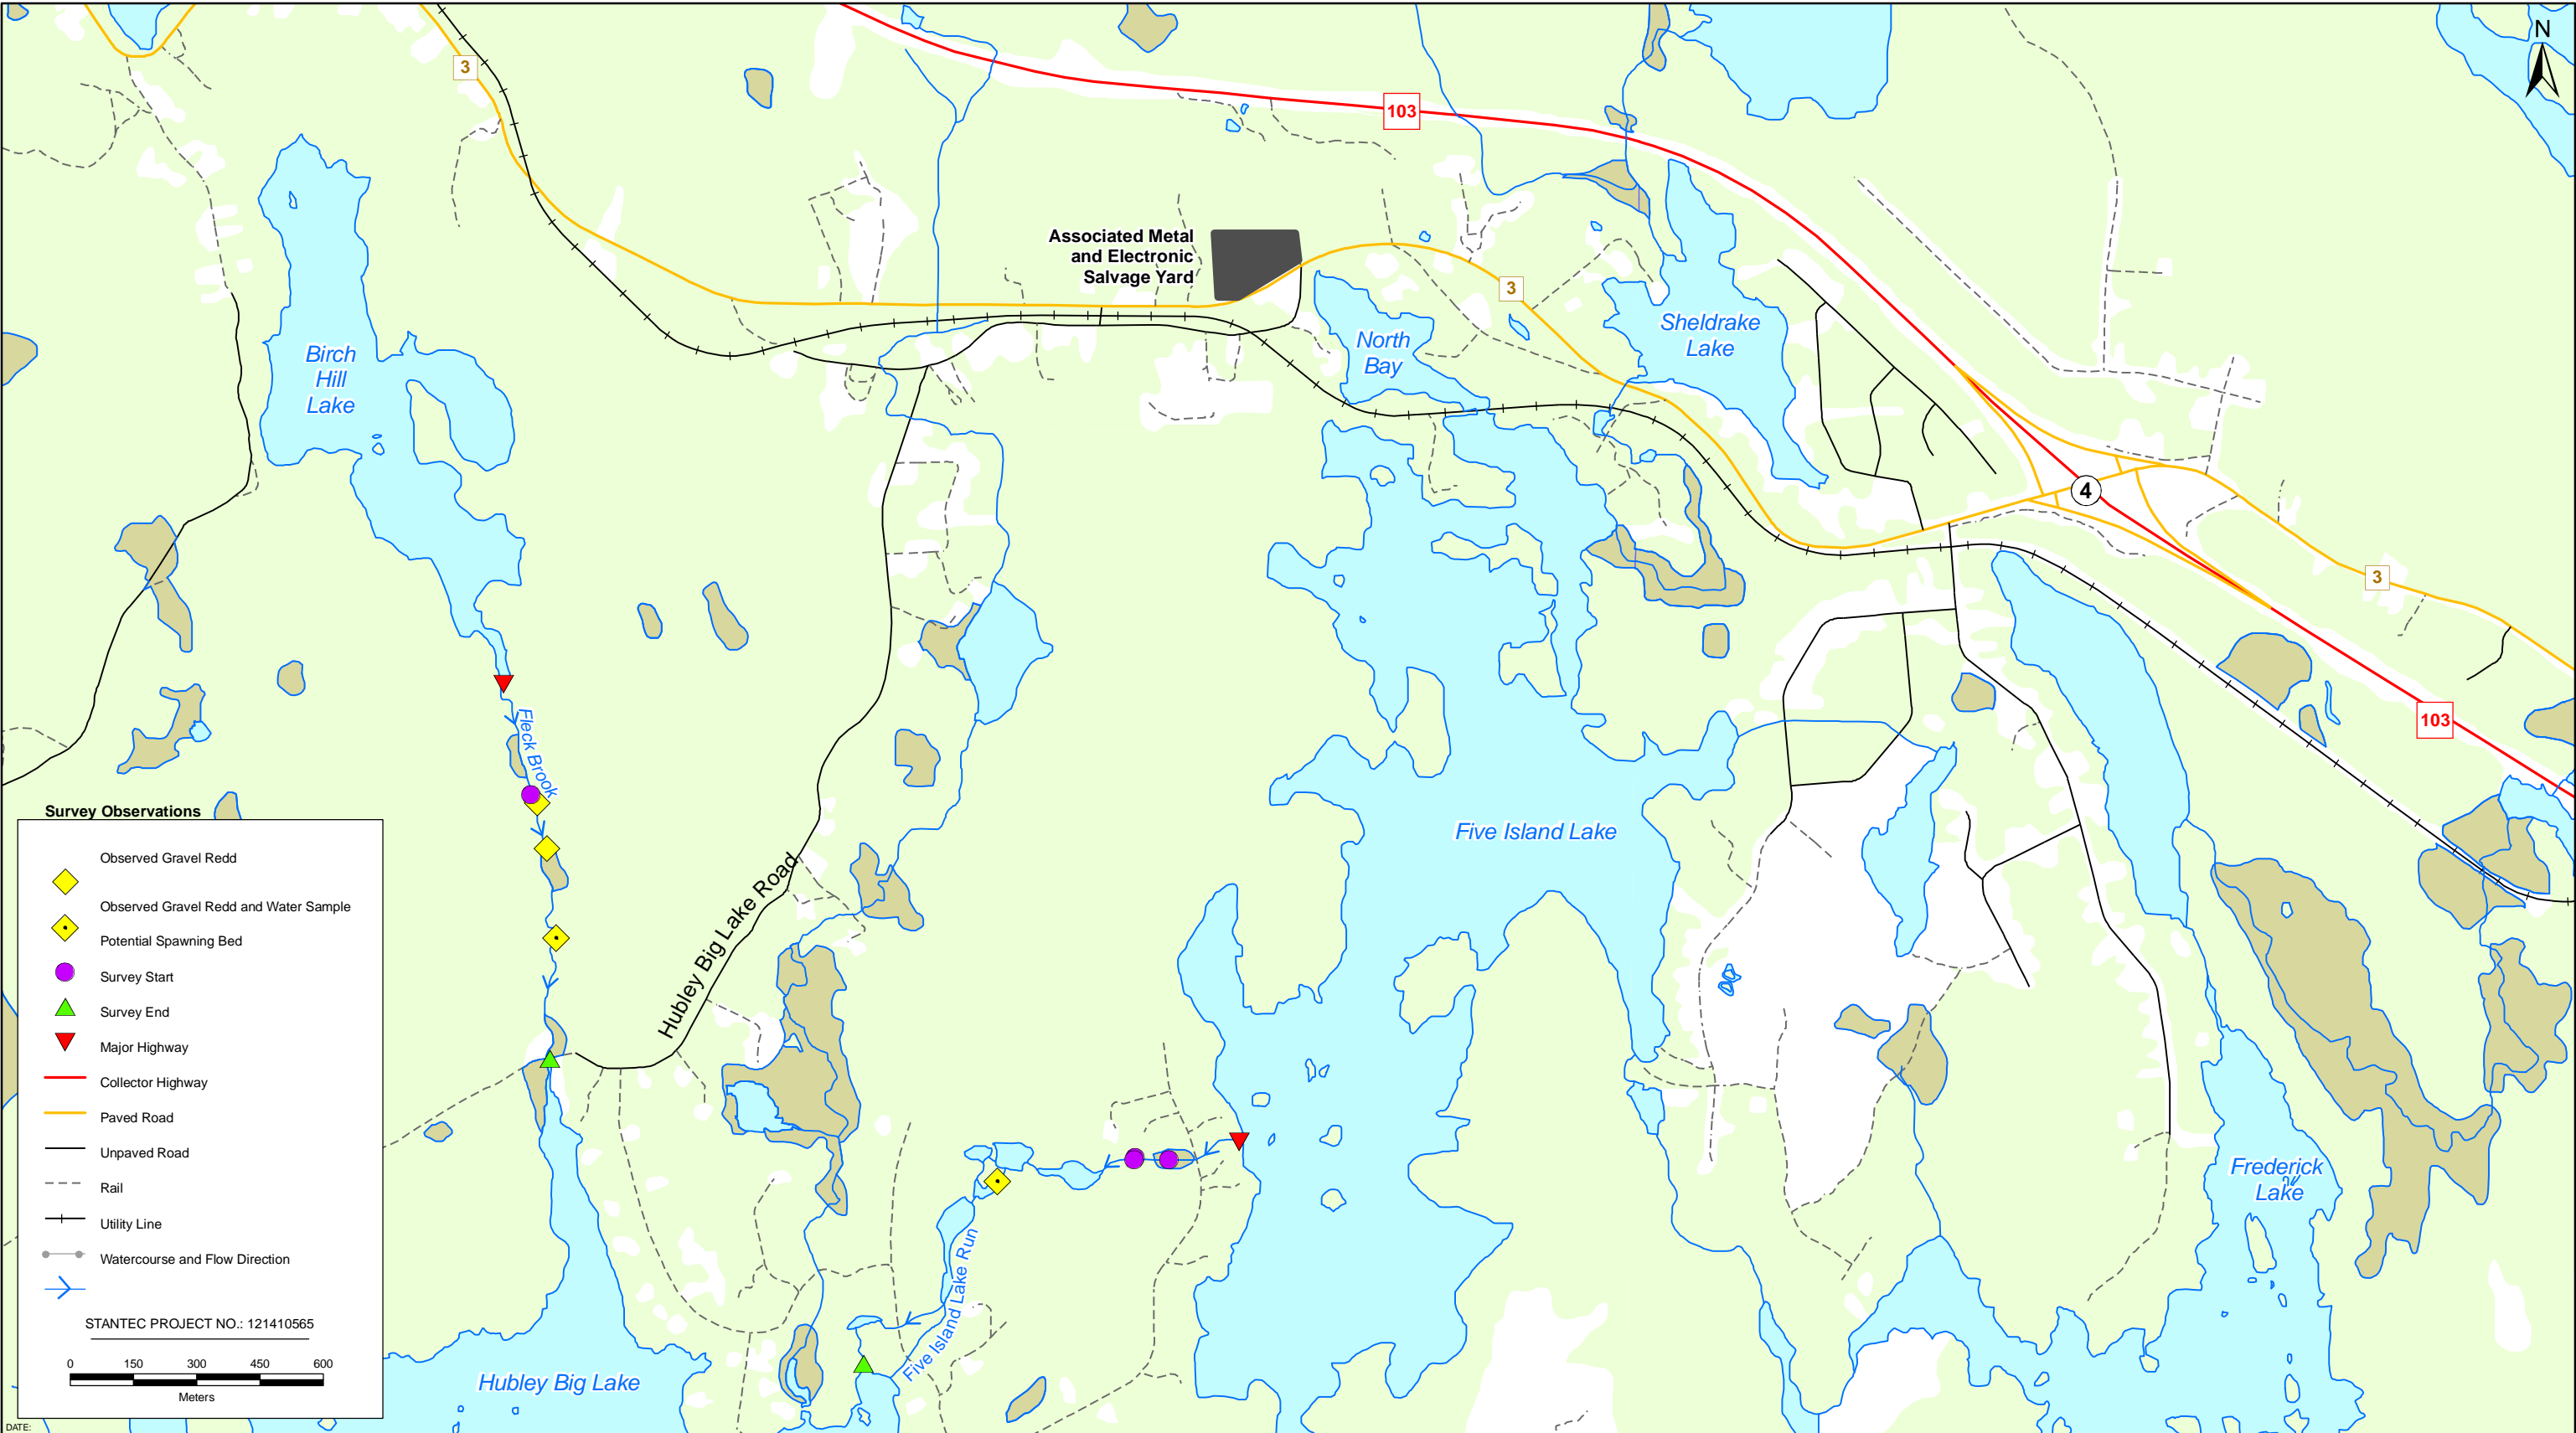 N
3
103
Associated Metal
and Electronic
Salvage Yard
3
North
Bay
Sheldrake
Lake
Birch
Hill
Lake
4
3
103
Fleck Brook
Five Island Lake
Hubley Big Lake Road
Frederick
Lake
Five Island Lake Run
Hubley Big Lake
Survey Observations
Observed Gravel Redd
Observed Gravel Redd and Water Sample
Potential Spawning Bed
Survey Start
Survey End
Major Highway
Collector Highway
Paved Road
Unpaved Road
Rail
Utility Line
Watercourse and Flow Direction
STANTEC PROJECT NO.: 121410565
0 150 300 450 600
Meters
DATE: